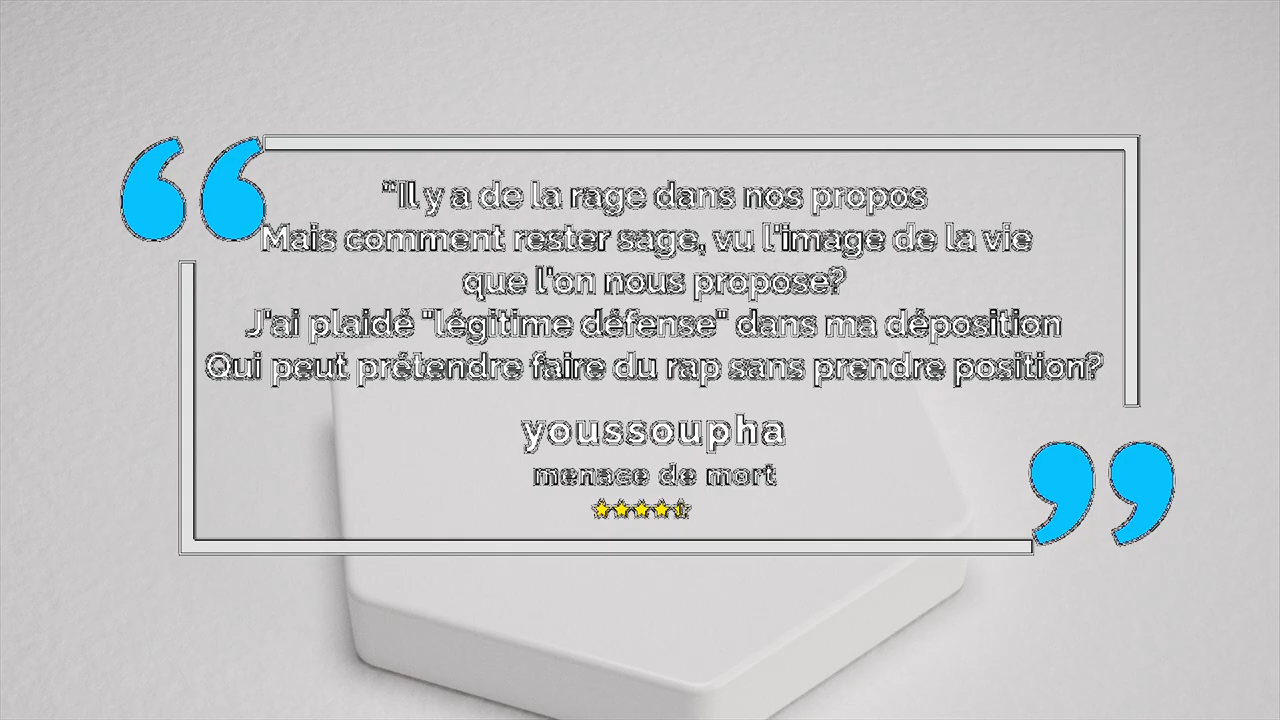 "Il y a de la rage dans nos propos
Mais comment rester sage, vu l'image de la vie
que l'on nous propose?
J'ai plaidé "légitime défense" dans ma déposition
Qui peut prétendre faire du rap sans prendre position?
youssoupha
menace de mort